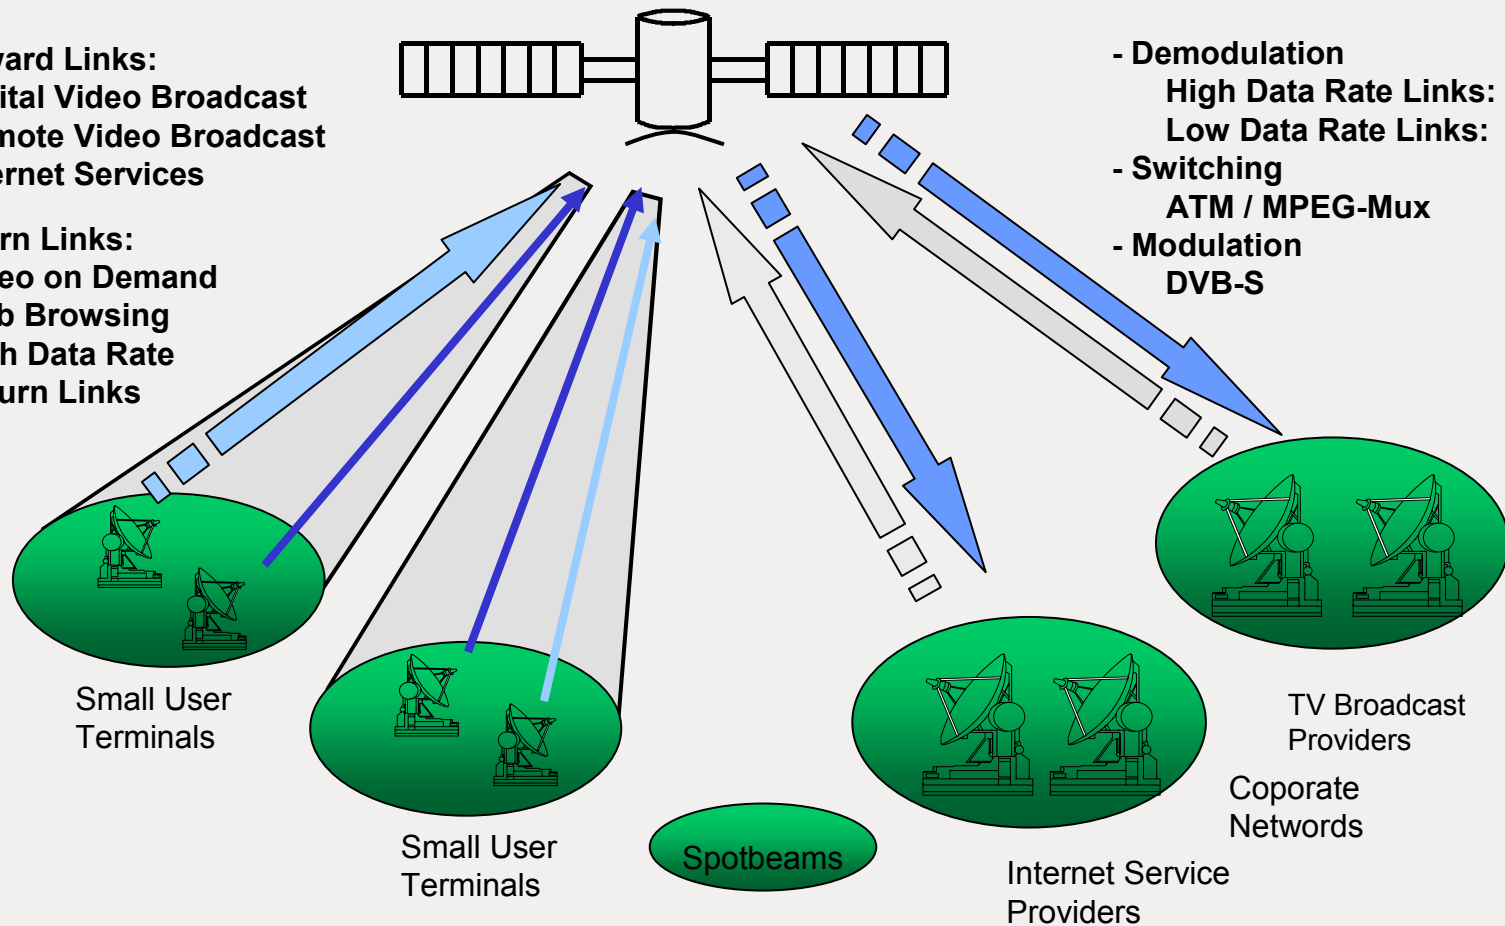 ward Links:
ital Video Broadcast
mote Video Broadcast
ernet Services
rn Links:
eo on Demand
b Browsing
h Data Rate
urn Links
- Demodulation
High Data Rate Links:
Low Data Rate Links:
- Switching
ATM / MPEG-Mux
- Modulation
DVB-S
Small User
Terminals
Small User
Terminals
Spotbeams
TV Broadcast
Providers
Coporate
Networds
Internet Service
Providers